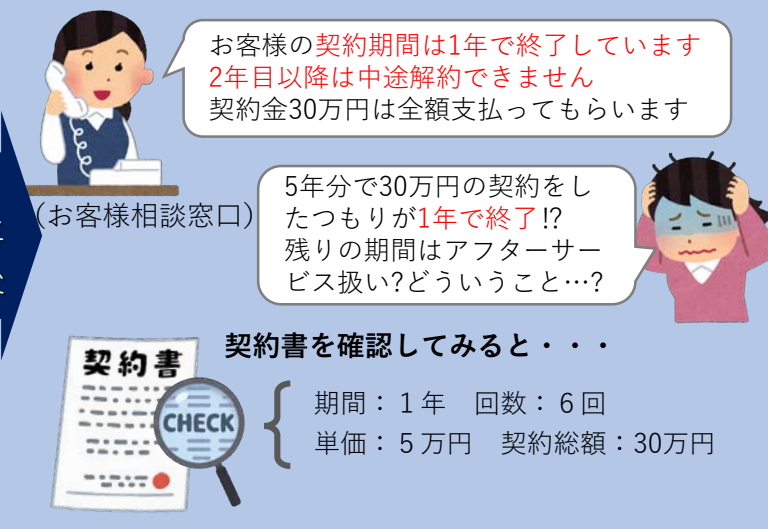 お客様の契約期間は1年で終了しています
2年目以降は中途解約できません
契約金30万円は全額支払ってもらいます
(お客様相談窓口)
5年分で30万円の契約をし
たつもりが1年で終了!?
残りの期間はアフターサー
ビス扱い?どういうこと…?
契約書を確認してみると・・・
契約書
CHECK
期間：１年　回数：６回
単価：５万円　契約総額：30万円